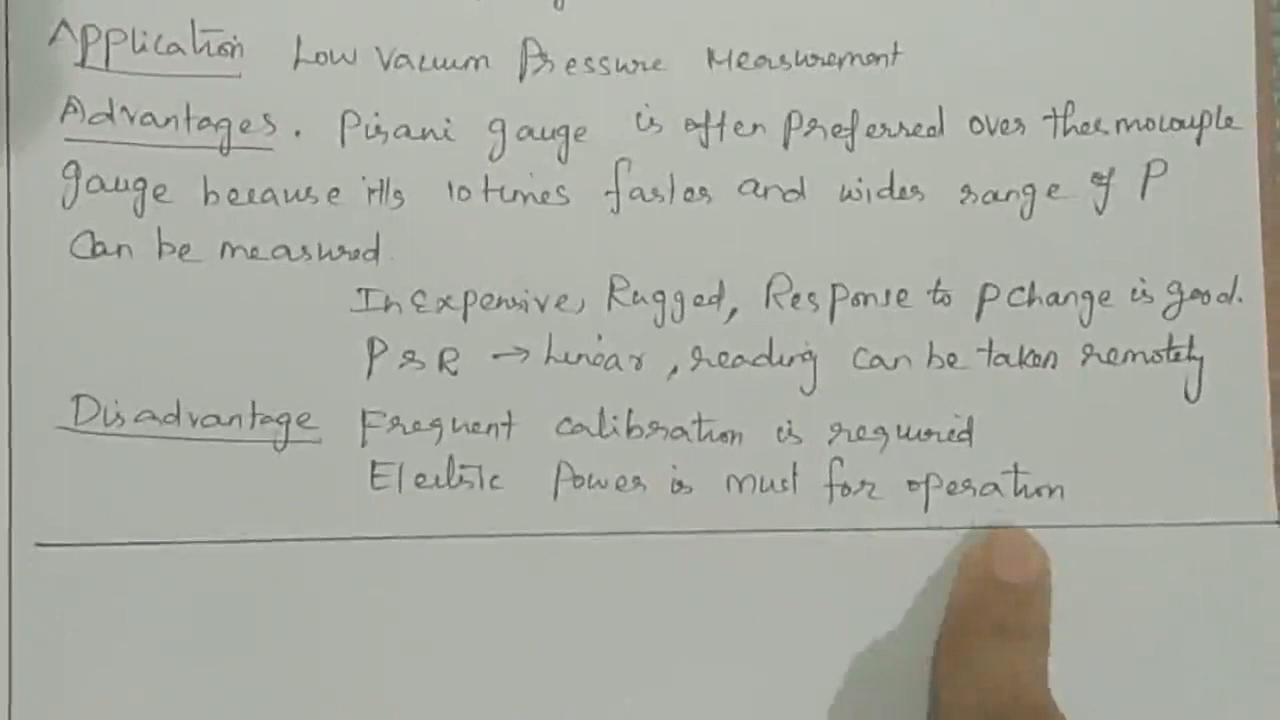 Application Low Vacuum Pressure Measurement
Advantages. Pirani gauge is often preferred over thermocouple
gauge because it's 10 times faster and wider range of P
Can be measured.
InExpensive, Rugged, Response to P change is good.
P & R → Linear, reading can be taken remotely
Disadvantage Frequent calibration is required
Electric Power is must for operation